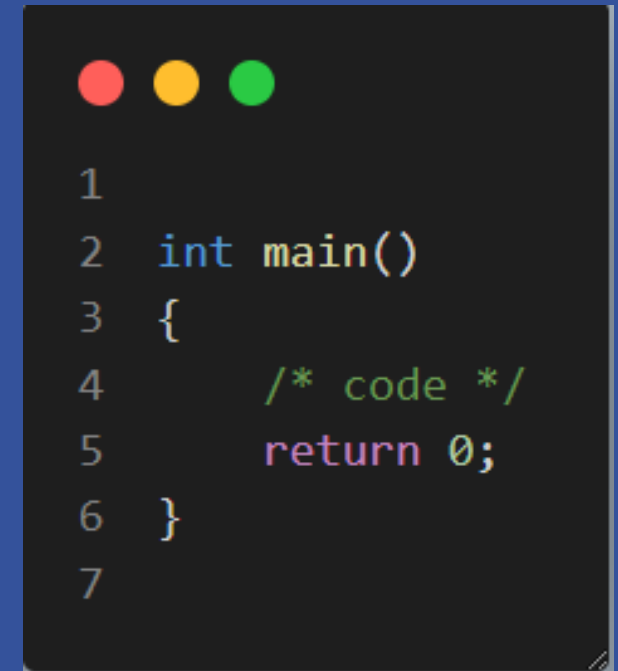 1
2 int main()
3 {
4     /* code */
5     return 0;
6 }
7